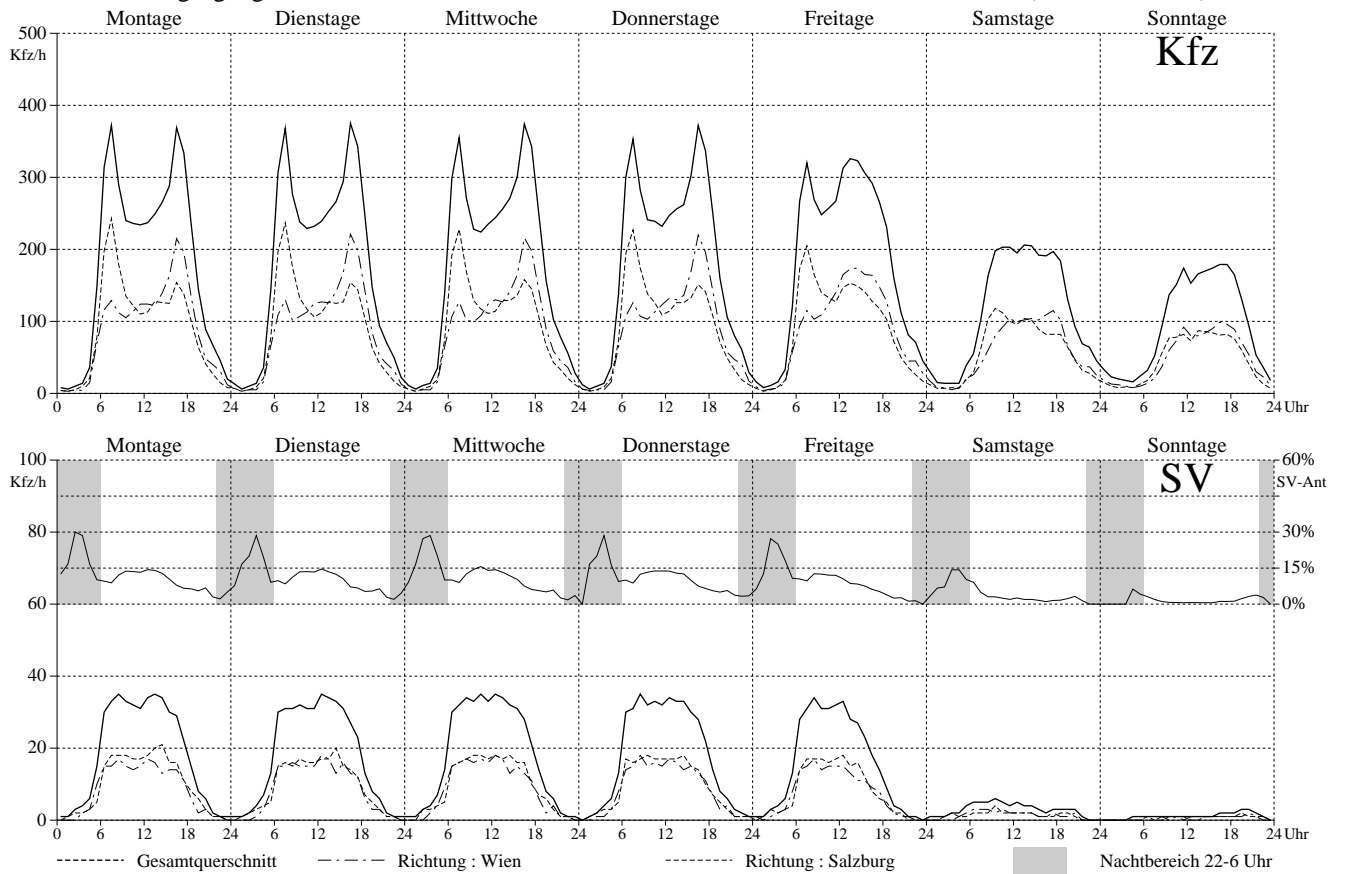 Montage Dienstage Mittwoche Donnerstage Freitage Samstage Sonntage
500
Kfz/h
Kfz
400
300
200
100
0
0 6 12 18 24 6 12 18 24 6 12 18 24 6 12 18 24 6 12 18 24 6 12 18 24 6 12 18 24 Uhr
Montage Dienstage Mittwoche Donnerstage Freitage Samstage Sonntage
100 60%
Kfz/h SV SV-Ant
80 30%
15%
60 0%
40
20
0
0 6 12 18 24 6 12 18 24 6 12 18 24 6 12 18 24 6 12 18 24 6 12 18 24 6 12 18 24 Uhr
Gesamtquerschnitt Richtung : Wien Richtung : Salzburg Nachtbereich 22-6 Uhr